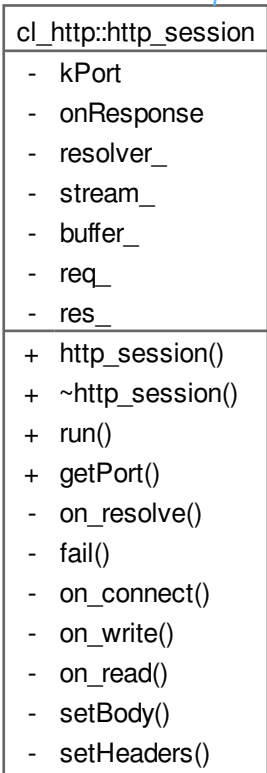 cl_http::http_session
- kPort
- onResponse
- resolver_
- stream_
- buffer_
- req_
- res_
+ http_session()
+ ~http_session()
+ run()
+ getPort()
- on_resolve()
- fail()
- on_connect()
- on_write()
- on_read()
- setBody()
- setHeaders()